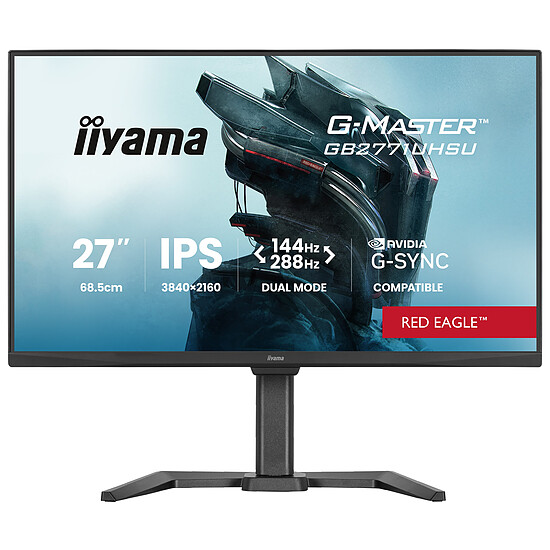 iiyama
G-MASTER™
GB2771UHSU
27"
68.5cm
IPS
3840×2160
144Hz
288Hz
DUAL MODE
NVIDIA
G-SYNC
COMPATIBLE
RED EAGLE™
iiyama